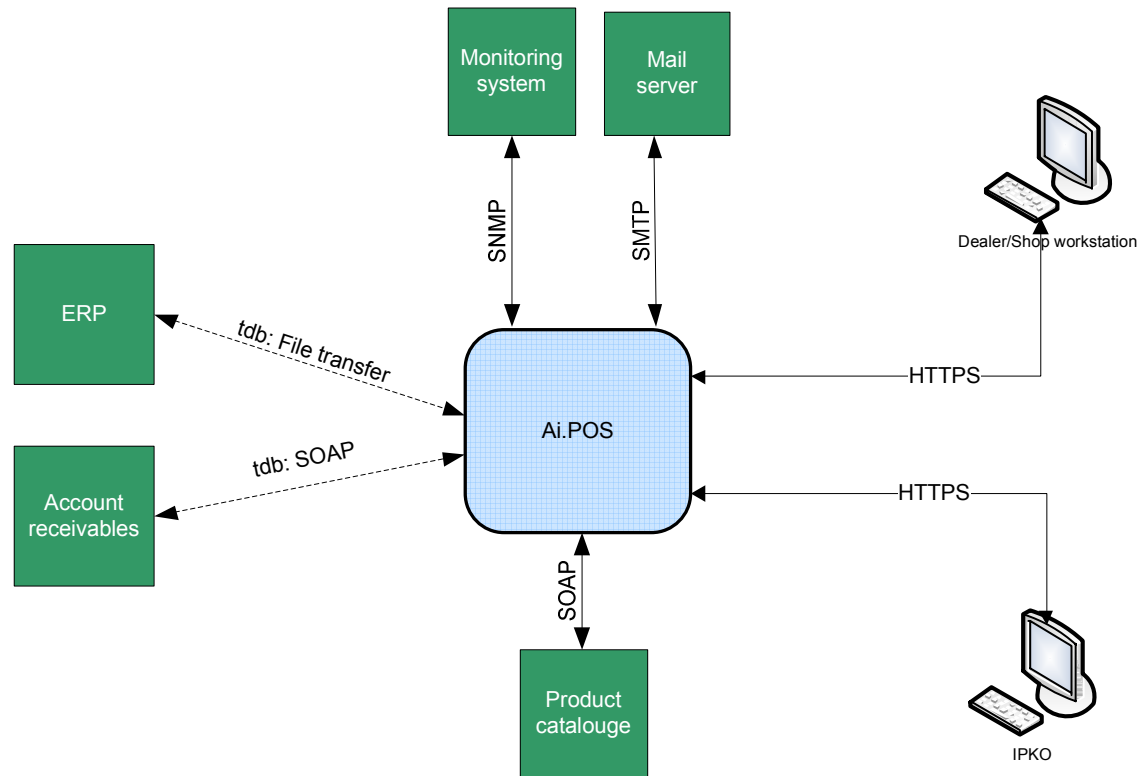 Monitoring
system
Mail
server
SNMP
SMTP
Dealer/Shop workstation
ERP
tdb: File transfer
HTTPS
Ai.POS
tdb: SOAP
Account
receivables
HTTPS
SOAP
Product
catalouge
IPKO